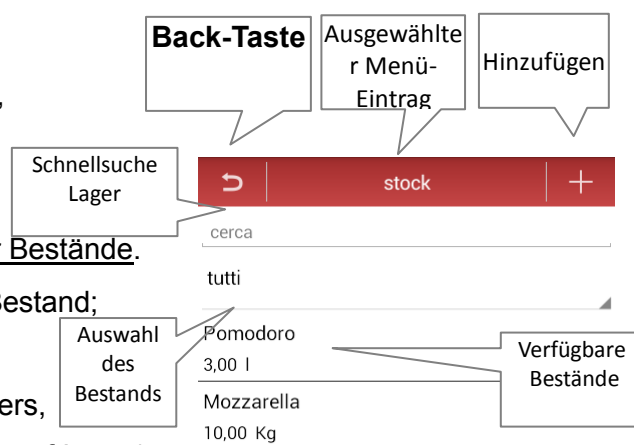 Back-Taste
Ausgewählte
r Menü-
Eintrag
Hinzufügen
,
Schnellsuche
Lager
stock
cerca
Bestände.
tutti
Bestand;
Auswahl
des
Bestands
Pomodoro
3,00 l
Verfügbare
Bestände
ers,
Mozzarella
10,00 Kg